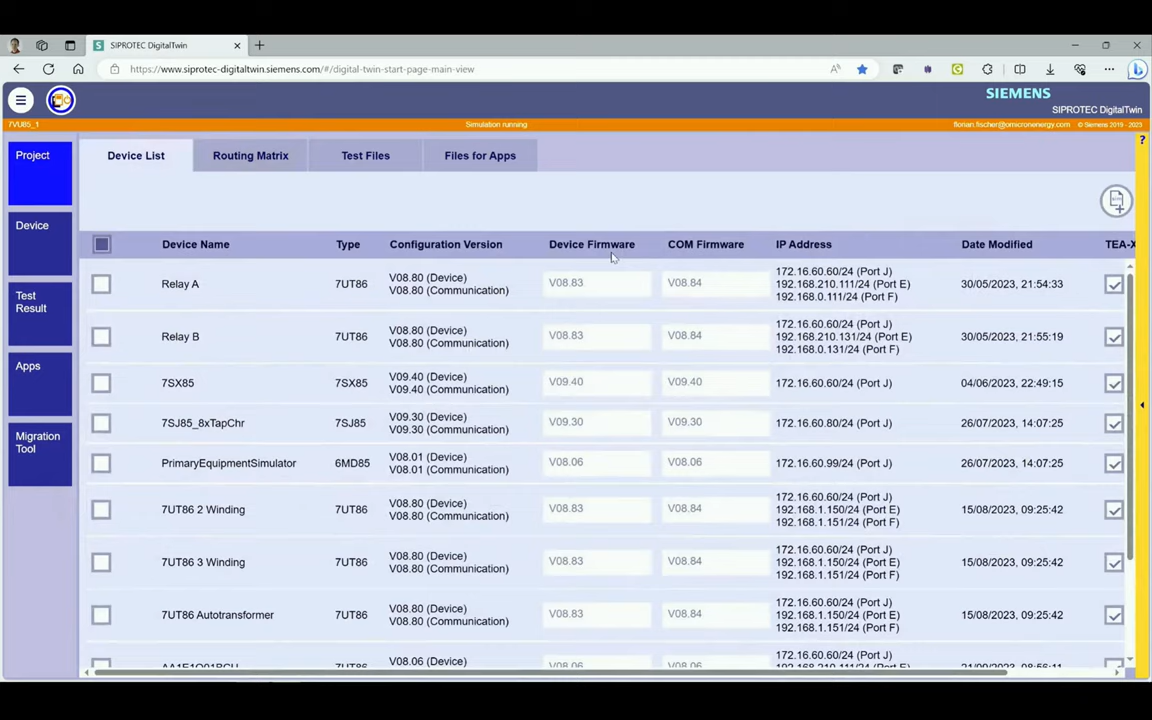 SIPROTEC DigitalTwin
https://www.siprotec-digitaltwin.siemens.com/#/digital-twin-start-page-main-view
SIEMENS
SIPROTEC DigitalTwin
7VU85_1
Simulation running
florian.fischer@omicronenergy.com © Siemens 2019 - 2023
Project
Device
Test
Result
Apps
Migration
Tool
Device List
Routing Matrix
Test Files
Files for Apps
?
Device Name Type Configuration Version Device Firmware COM Firmware IP Address Date Modified TEA-X
Relay A 7UT86 V08.80 (Device) V08.83 V08.84 172.16.60.60/24 (Port J) 30/05/2023, 21:54:33
V08.80 (Communication) 192.168.210.111/24 (Port E)
192.168.0.111/24 (Port F)
Relay B 7UT86 V08.80 (Device) V08.83 V08.84 172.16.60.60/24 (Port J) 30/05/2023, 21:55:19
V08.80 (Communication) 192.168.210.131/24 (Port E)
192.168.0.131/24 (Port F)
7SX85 7SX85 V09.40 (Device) V09.40 V09.40 172.16.60.60/24 (Port J) 04/06/2023, 22:49:15
V09.40 (Communication)
7SJ85_8xTapChr 7SJ85 V09.30 (Device) V09.30 V09.30 172.16.60.80/24 (Port J) 26/07/2023, 14:07:25
V09.30 (Communication)
PrimaryEquipmentSimulator 6MD85 V08.01 (Device) V08.06 V08.06 172.16.60.99/24 (Port J) 26/07/2023, 14:07:25
V08.01 (Communication)
7UT86 2 Winding 7UT86 V08.80 (Device) V08.83 V08.84 172.16.60.60/24 (Port J) 15/08/2023, 09:25:42
V08.80 (Communication) 192.168.1.150/24 (Port E)
192.168.1.151/24 (Port F)
7UT86 3 Winding 7UT86 V08.80 (Device) V08.83 V08.84 172.16.60.60/24 (Port J) 15/08/2023, 09:25:42
V08.80 (Communication) 192.168.1.150/24 (Port E)
192.168.1.151/24 (Port F)
7UT86 Autotransformer 7UT86 V08.80 (Device) V08.83 V08.84 172.16.60.60/24 (Port J) 15/08/2023, 09:25:42
V08.80 (Communication) 192.168.1.150/24 (Port E)
192.168.1.151/24 (Port F)
V08.06 (Device) V08.06 V08.06 172.16.60.60/24 (Port J)